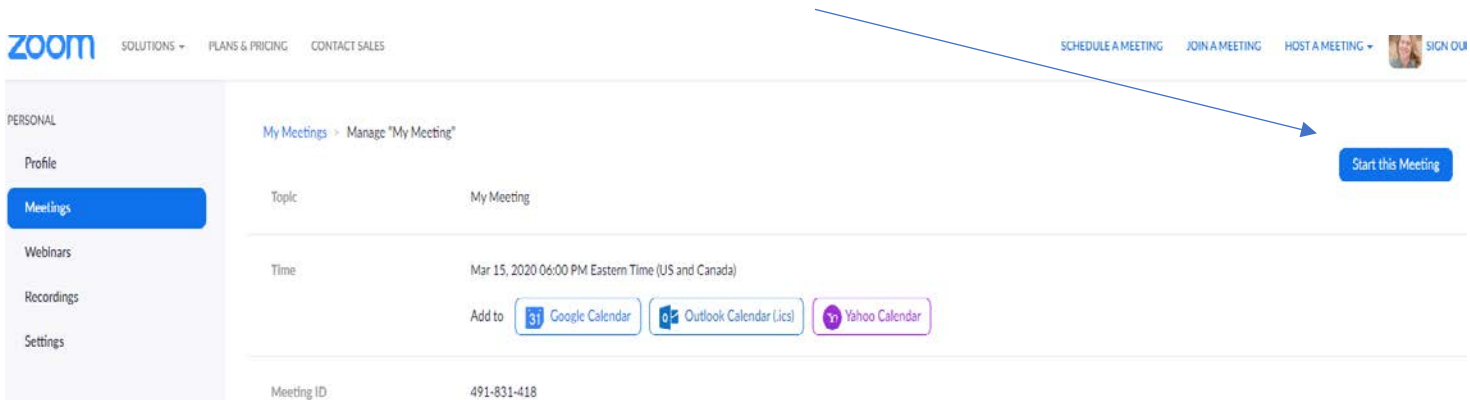 zoom SOLUTIONS PLANS & PRICING CONTACT SALES SCHEDULE A MEETING JOIN A MEETING HOST A MEETING SIGN OUT
PERSONAL
Profile
Meetings
Webinars
Recordings
Settings
My Meetings > Manage "My Meeting"
Start this Meeting
Topic My Meeting
Time Mar 15, 2020 06:00 PM Eastern Time (US and Canada)
Add to 31 Google Calendar Outlook Calendar (.ics) Yahoo Calendar
Meeting ID 491-831-418